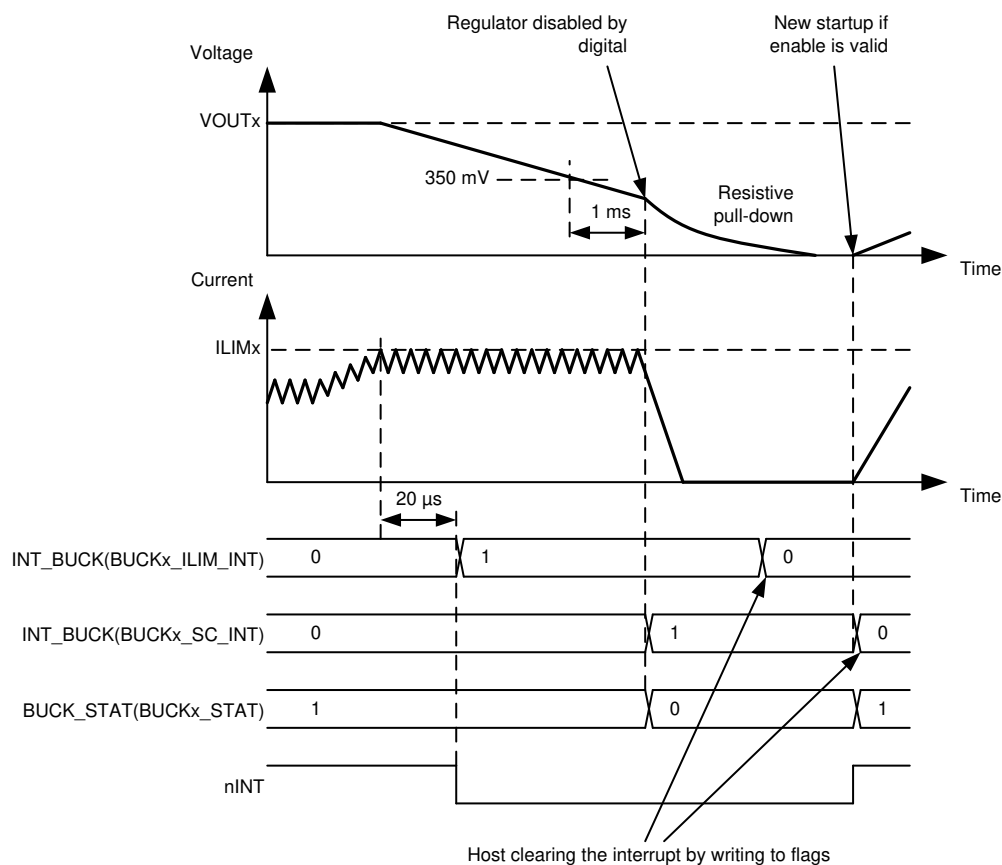 Regulator disabled by
digital
New startup if
enable is valid
Voltage
VOUTx
350 mV
1 ms
Resistive
pull-down
Time
Current
ILIMx
Time
20 µs
INT_BUCK(BUCKx_ILIM_INT)
0
1
0
INT_BUCK(BUCKx_SC_INT)
0
1
0
BUCK_STAT(BUCKx_STAT)
1
0
1
nINT
Host clearing the interrupt by writing to flags